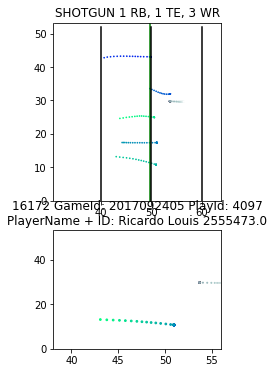 SHOTGUN 1 RB, 1 TE, 3 WR
50
40
30
20
10
0
40 50 60
16172 GameId: 2017092405 PlayId: 4097
PlayerName + ID: Ricardo Louis 2555473.0
40
20
0
40 45 50 55